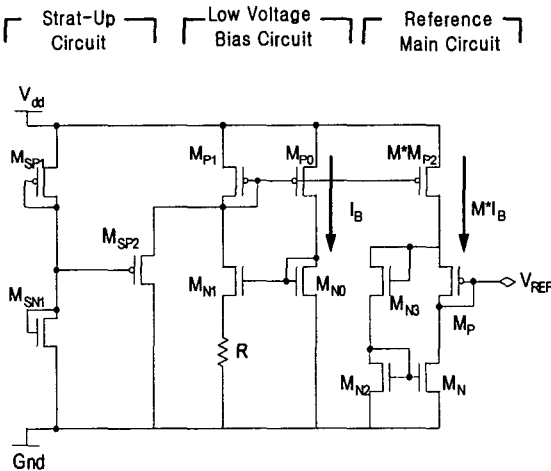 Strat-Up
Circuit
Low Voltage
Bias Circuit
Reference
Main Circuit
Vdd
MSP1
MP1
MP0
M*MP2
IB
M*IB
MSP2
MSN1
MN1
MN0
MN3
VREF
MP
R
MN2
MN
Gnd